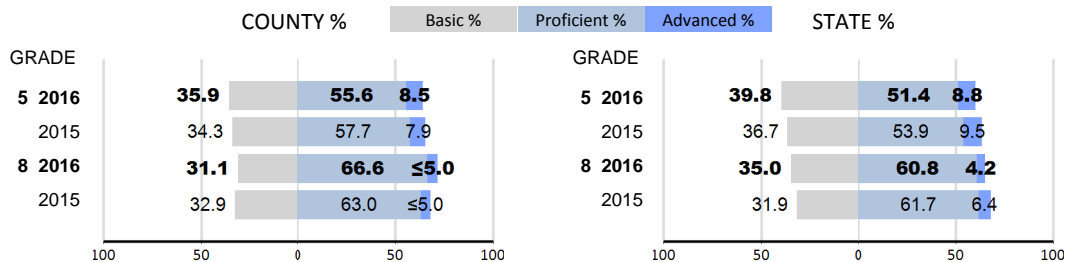 COUNTY % Basic % Proficient % Advanced % STATE %
GRADE GRADE
5 2016 35.9 55.6 8.5 5 2016 39.8 51.4 8.8
2015 34.3 57.7 7.9 2015 36.7 53.9 9.5
8 2016 31.1 66.6 ≤5.0 8 2016 35.0 60.8 4.2
2015 32.9 63.0 ≤5.0 2015 31.9 61.7 6.4
100 50 0 50 100 100 50 0 50 100